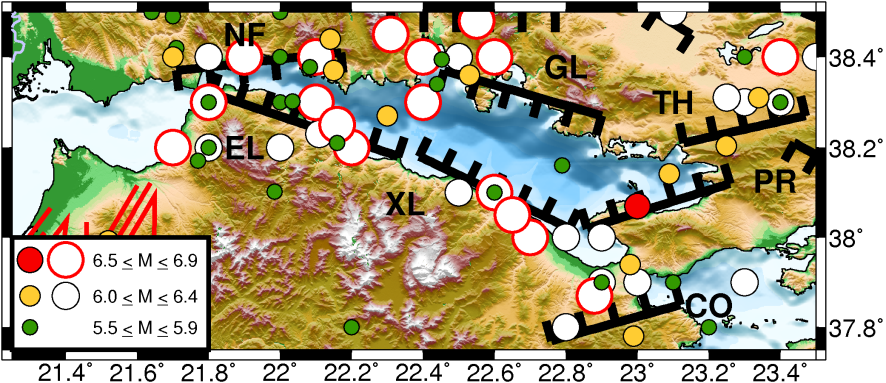 NF
GL
38.4°
TH
EL
38.2°
PR
XL
38°
6.5 ≤ M ≤ 6.9
6.0 ≤ M ≤ 6.4
5.5 ≤ M ≤ 5.9
CO
37.8°
21.4° 21.6° 21.8° 22° 22.2° 22.4° 22.6° 22.8° 23° 23.2° 23.4°